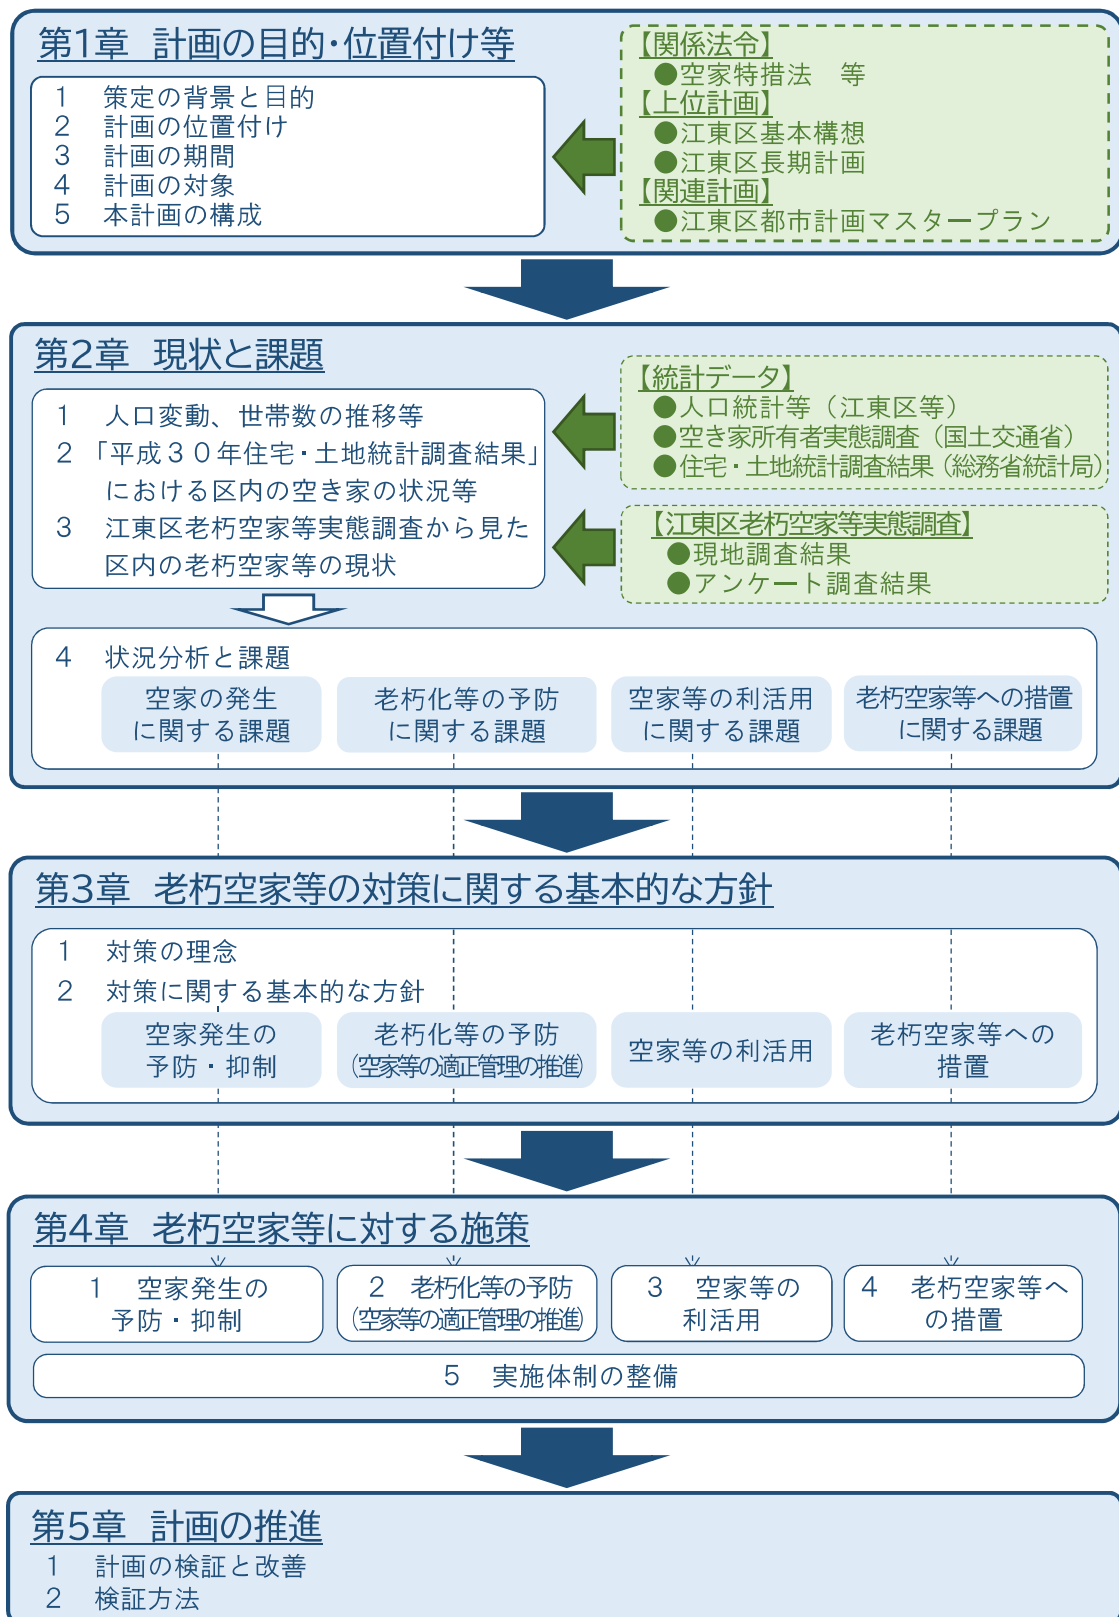 第1章 計画の目的・位置付け等
1 策定の背景と目的
2 計画の位置付け
3 計画の期間
4 計画の対象
5 本計画の構成
【関係法令】
●空家特措法 等
【上位計画】
●江東区基本構想
●江東区長期計画
【関連計画】
●江東区都市計画マスタープラン
第2章 現状と課題
1 人口変動、世帯数の推移等
2 「平成30年住宅・土地統計調査結果」
における区内の空き家の状況等
3 江東区老朽空家等実態調査から見た
区内の老朽空家等の現状
【統計データ】
●人口統計等（江東区等）
●空き家所有者実態調査（国土交通省）
●住宅・土地統計調査結果（総務省統計局）
【江東区老朽空家等実態調査】
●現地調査結果
●アンケート調査結果
4 状況分析と課題
空家の発生
に関する課題
老朽化等の予防
に関する課題
空家等の利活用
に関する課題
老朽空家等への措置
に関する課題
第3章 老朽空家等の対策に関する基本的な方針
1 対策の理念
2 対策に関する基本的な方針
空家発生の
予防・抑制
老朽化等の予防
（空家等の適正管理の推進）
空家等の利活用
老朽空家等への
措置
第4章 老朽空家等に対する施策
1 空家発生の
予防・抑制
2 老朽化等の予防
（空家等の適正管理の推進）
3 空家等の
利活用
4 老朽空家等へ
の措置
5 実施体制の整備
第5章 計画の推進
1 計画の検証と改善
2 検証方法